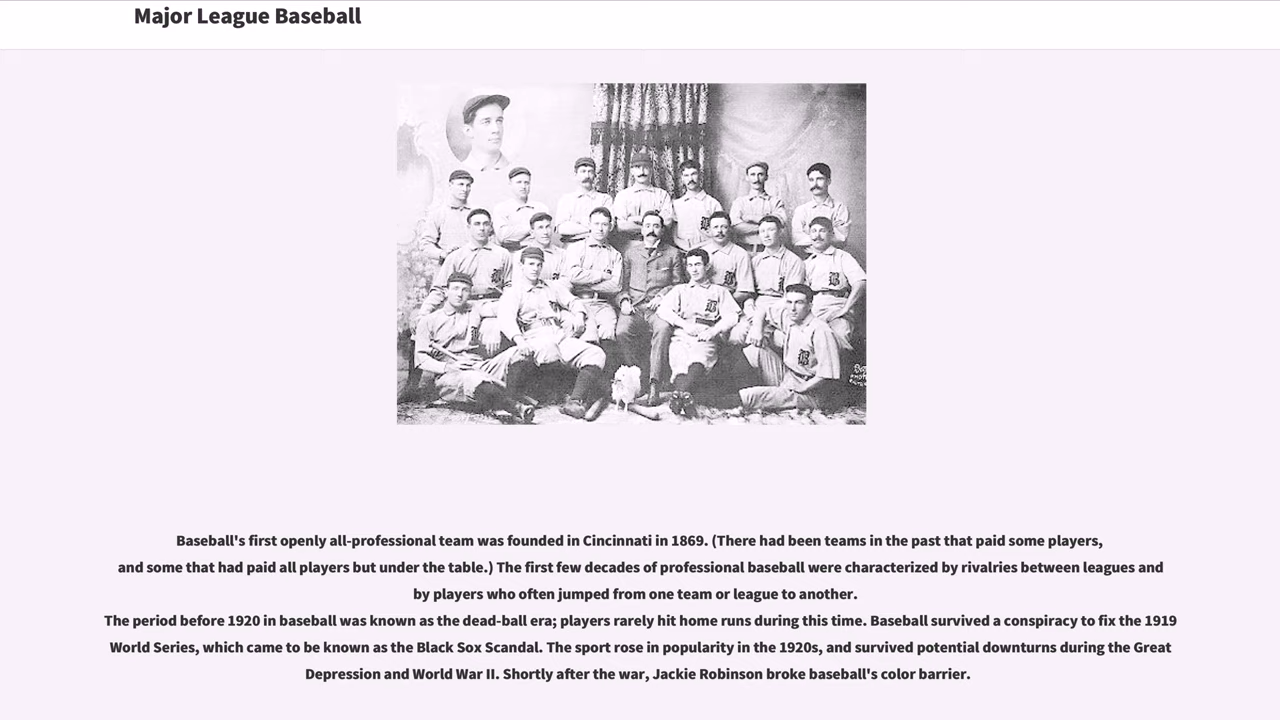 Major League Baseball
B
B
B
B
B
B
Baseball's first openly all-professional team was founded in Cincinnati in 1869. (There had been teams in the past that paid some players,
and some that had paid all players but under the table.) The first few decades of professional baseball were characterized by rivalries between leagues and
by players who often jumped from one team or league to another.
The period before 1920 in baseball was known as the dead-ball era; players rarely hit home runs during this time. Baseball survived a conspiracy to fix the 1919
World Series, which came to be known as the Black Sox Scandal. The sport rose in popularity in the 1920s, and survived potential downturns during the Great
Depression and World War II. Shortly after the war, Jackie Robinson broke baseball's color barrier.